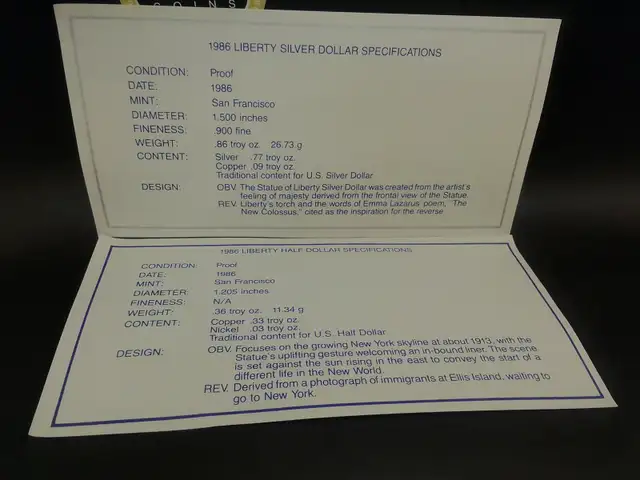 COINS
1986 LIBERTY SILVER DOLLAR SPECIFICATIONS
CONDITION: Proof
DATE: 1986
MINT: San Francisco
DIAMETER: 1.500 inches
FINENESS: .900 fine
WEIGHT: .86 troy oz. 26.73 g
CONTENT: Silver .77 troy oz.
Copper .09 troy oz.
Traditional content for U.S. Silver Dollar
DESIGN: OBV. The Statue of Liberty Silver Dollar was created from the artist's
feeling of majesty derived from the frontal view of the Statue.
REV. Liberty's torch and the words of Emma Lazarus' poem, "The
New Colossus," cited as the inspiration for the reverse
1986 LIBERTY HALF DOLLAR SPECIFICATIONS
CONDITION: Proof
DATE: 1986
MINT: San Francisco
DIAMETER: 1.205 inches
FINENESS: N/A
WEIGHT: .36 troy oz. 11.34 g
CONTENT: Copper .33 troy oz.
Nickel .03 troy oz.
Traditional content for U.S. Half Dollar
DESIGN: OBV. Focuses on the growing New York skyline at about 1913, with the
Statue's uplifting gesture welcoming an in-bound liner. The scene
is set against the sun rising in the east to convey the start of a
different life in the New World.
REV. Derived from a photograph of immigrants at Ellis Island, waiting to
go to New York.